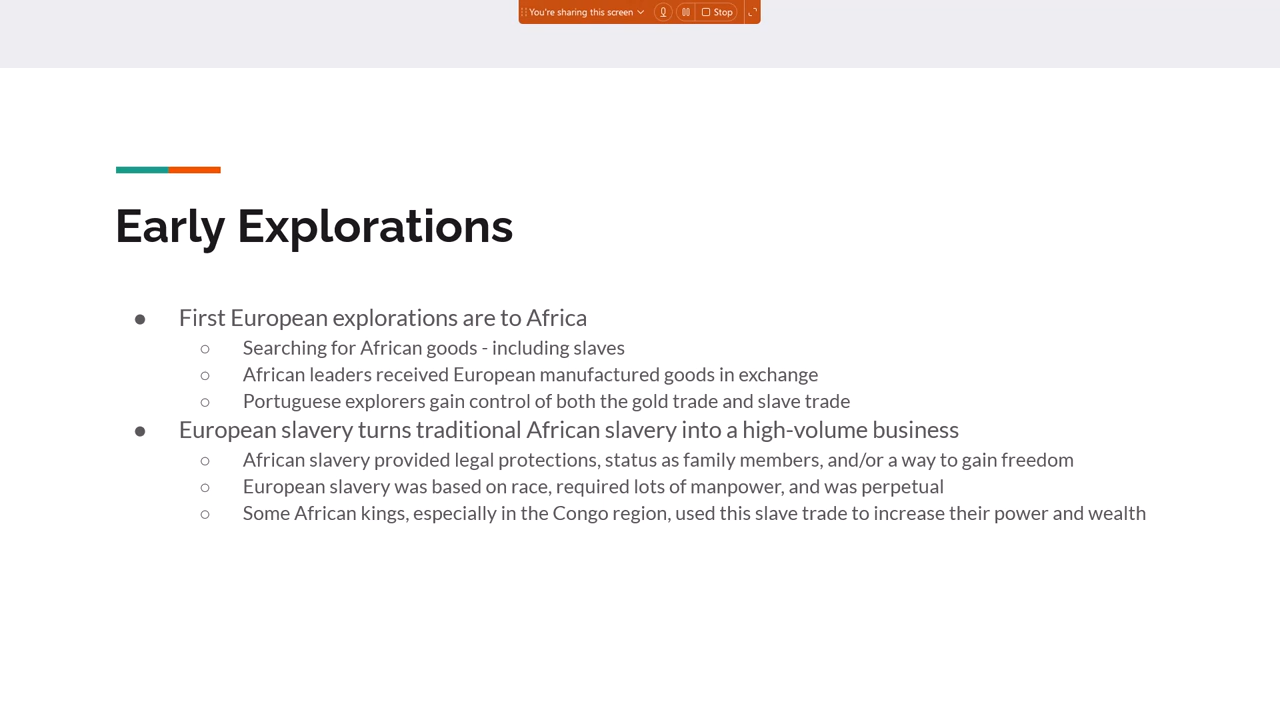 You're sharing this screen
Stop
Early Explorations
● First European explorations are to Africa
○ Searching for African goods - including slaves
○ African leaders received European manufactured goods in exchange
○ Portuguese explorers gain control of both the gold trade and slave trade
● European slavery turns traditional African slavery into a high-volume business
○ African slavery provided legal protections, status as family members, and/or a way to gain freedom
○ European slavery was based on race, required lots of manpower, and was perpetual
○ Some African kings, especially in the Congo region, used this slave trade to increase their power and wealth